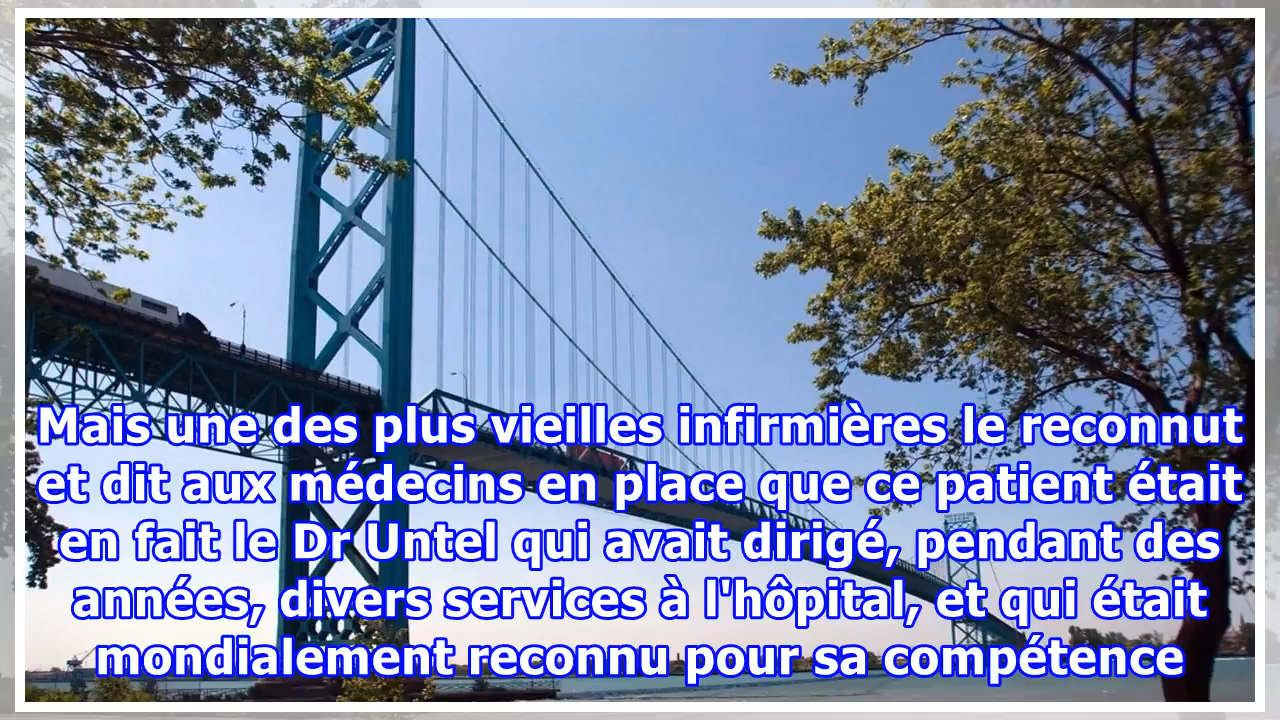 Mais une des plus vieilles infirmières le reconnut
et dit aux médecins en place que ce patient était
en fait le Dr Untel qui avait dirigé, pendant des
années, divers services à l'hôpital, et qui était
mondialement reconnu pour sa compétence